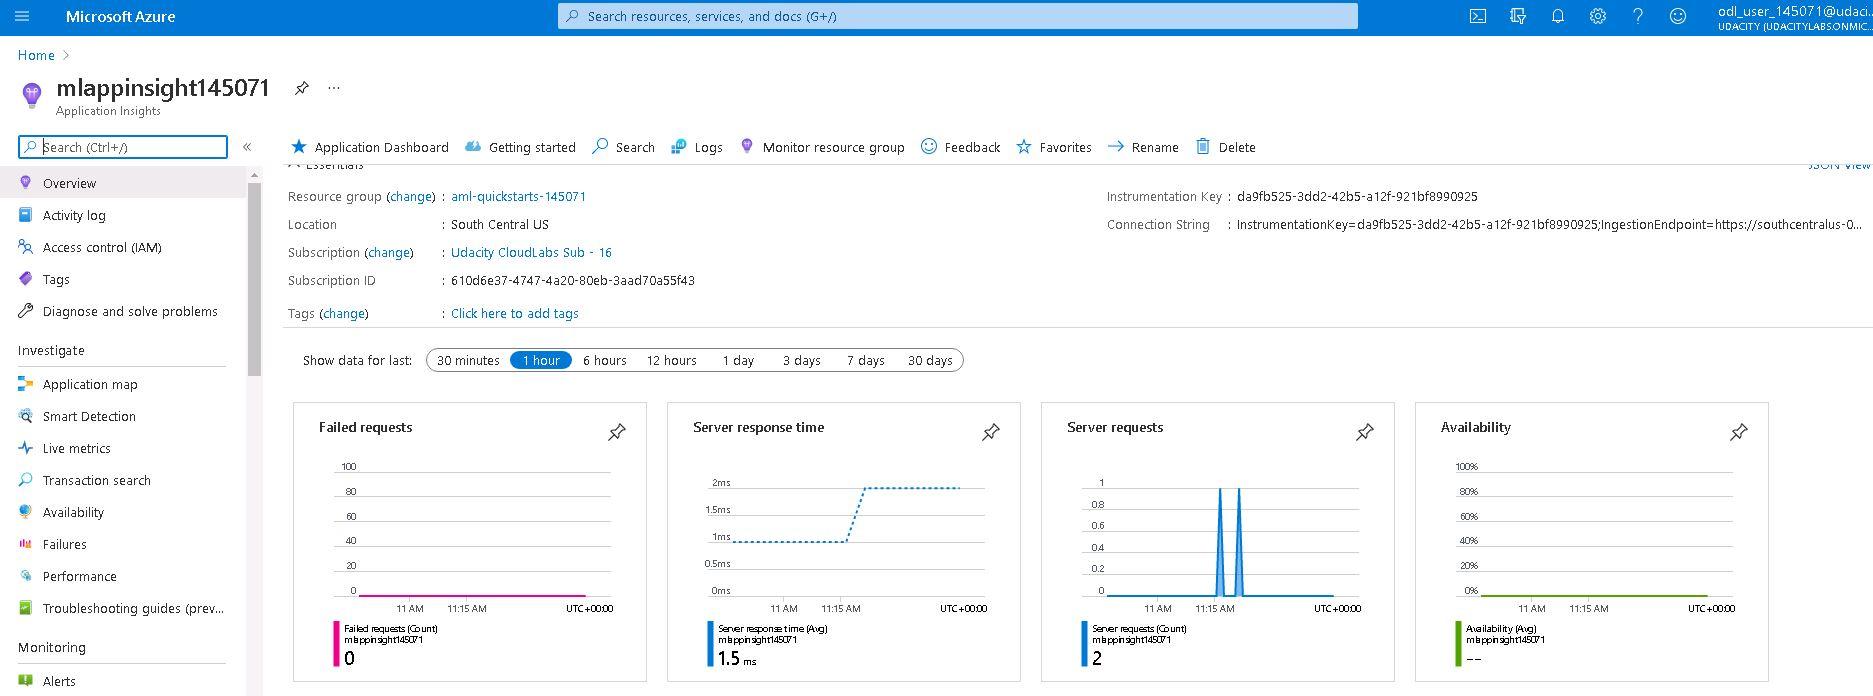 Microsoft Azure
Search resources, services, and docs (G+/)
odl_user_145071@udaci...
UDACITY (UDACITYLABS.ONMIC...
Home
mlappinsight145071
Application Insights
Search (Ctrl+/)
Overview
Activity log
Access control (IAM)
Tags
Diagnose and solve problems
Investigate
Application map
Smart Detection
Live metrics
Transaction search
Availability
Failures
Performance
Troubleshooting guides (prev...
Monitoring
Alerts
Application Dashboard Getting started Search Logs Monitor resource group Feedback Favorites Rename Delete
Essentials JSON View
Resource group (change) : aml-quickstarts-145071
Location : South Central US
Subscription (change) : Udacity CloudLabs Sub - 16
Subscription ID : 610d6e37-4747-4a20-80eb-3aad70a55f43
Tags (change) : Click here to add tags
Instrumentation Key : da9fb525-3dd2-42b5-a12f-921bf8990925
Connection String : InstrumentationKey=da9fb525-3dd2-42b5-a12f-921bf8990925;IngestionEndpoint=https://southcentralus-0...
Show data for last: 30 minutes 1 hour 6 hours 12 hours 1 day 3 days 7 days 30 days
Failed requests
100
80
60
40
20
0
11 AM 11:15 AM UTC+00:00
Failed requests (Count)
mlappinsight145071
0
Server response time
2ms
1.5ms
1ms
0.5ms
0ms
11 AM 11:15 AM UTC+00:00
Server response time (Avg)
mlappinsight145071
1.5 ms
Server requests
1
0.8
0.6
0.4
0.2
0
11 AM 11:15 AM UTC+00:00
Server requests (Count)
mlappinsight145071
2
Availability
100%
80%
60%
40%
20%
0%
11 AM 11:15 AM UTC+00:00
Availability (Avg)
mlappinsight145071
--